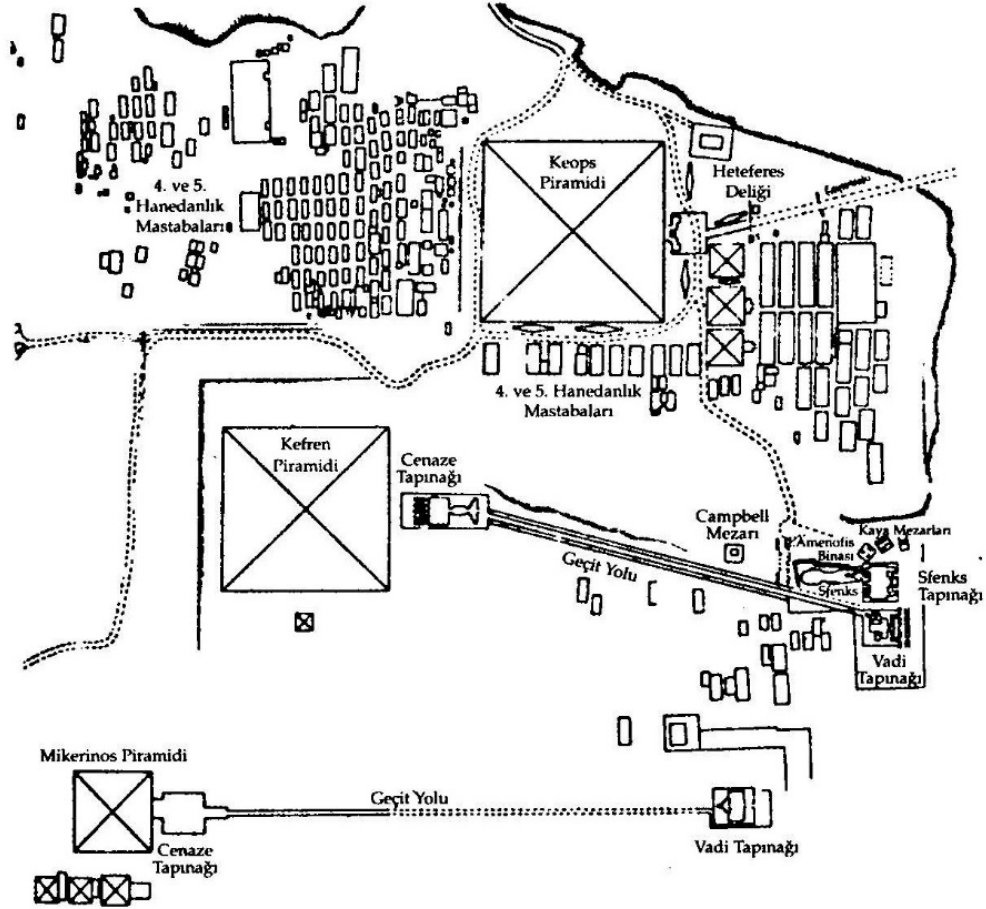 Keops
Piramidi
Heteferes
Deliği
4. ve 5.
Hanedanlık
Mastabaları
4. ve 5. Hanedanlık
Mastabaları
Kefren
Piramidi
Cenaze
Tapınağı
Campbell
Mezarı
Geçit Yolu
Amenofis
Binası
Kaya Mezarları
Sfenks
Sfenks
Tapınağı
Vadi
Tapınağı
Mikerinos Piramidi
Geçit Yolu
Cenaze
Tapınağı
Vadi Tapınağı